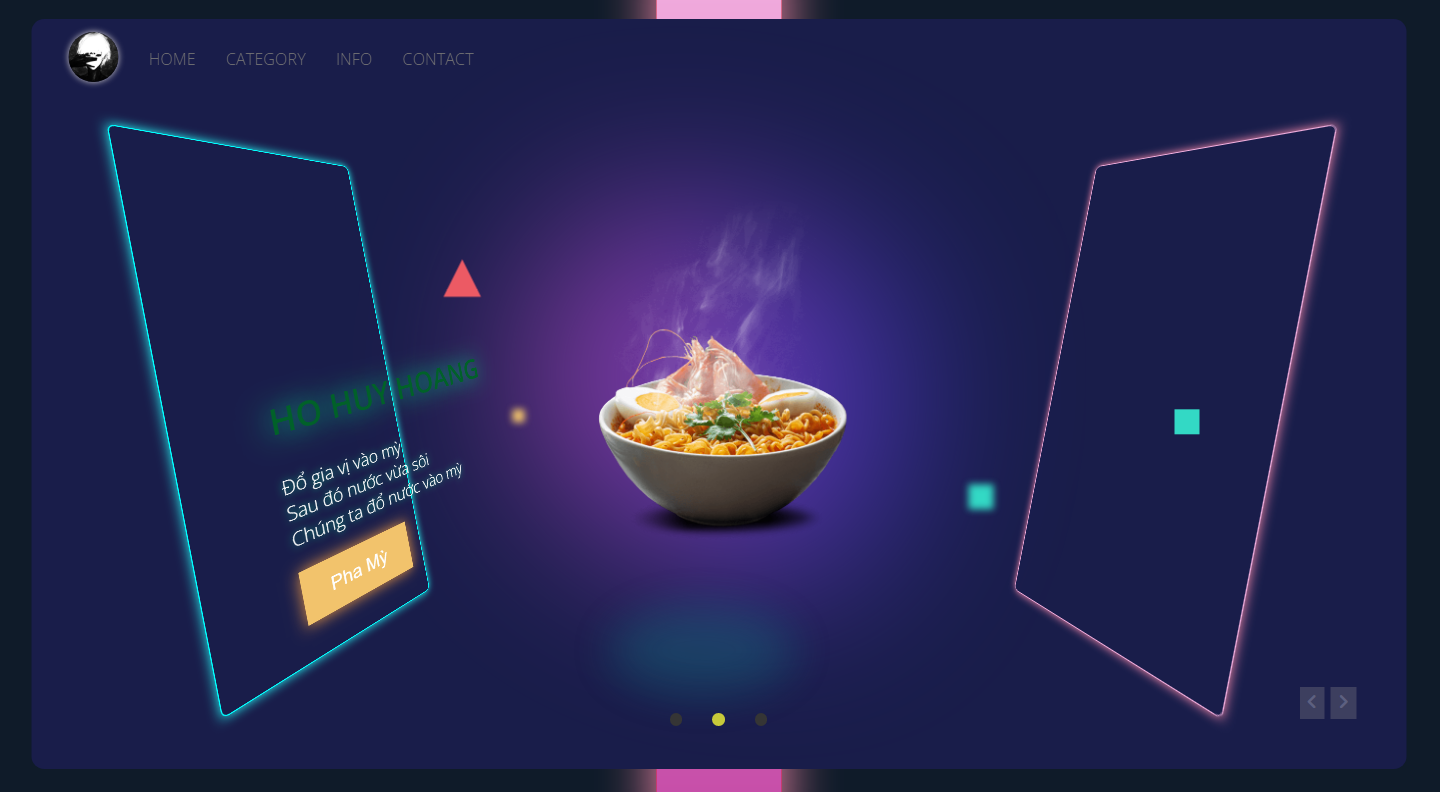 HOME CATEGORY INFO CONTACT
HO HUY HOANG
Đổ gia vị vào mỳ
Sau đó nước vừa sôi
Chúng ta đổ nước vào mỳ
Pha Mỳ